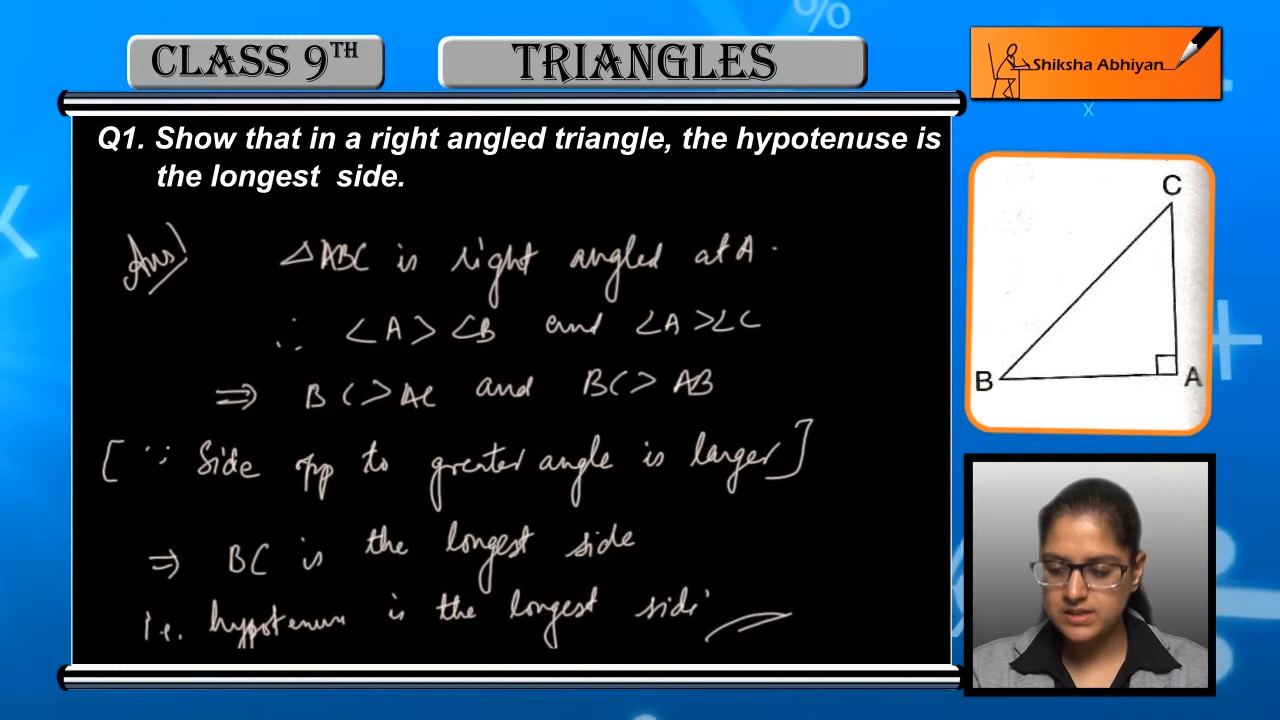 CLASS 9TH
TRIANGLES
Shiksha Abhiyan
Q1. Show that in a right angled triangle, the hypotenuse is
the longest side.
Ans)
△ABC is right angled at A.
∴ ∠A > ∠B and ∠A > ∠C
⇒ BC > AC and BC > AB
[∵ Side opp to greater angle is larger]
⇒ BC is the longest side
i.e. hypotenuse is the longest side
C
B
A